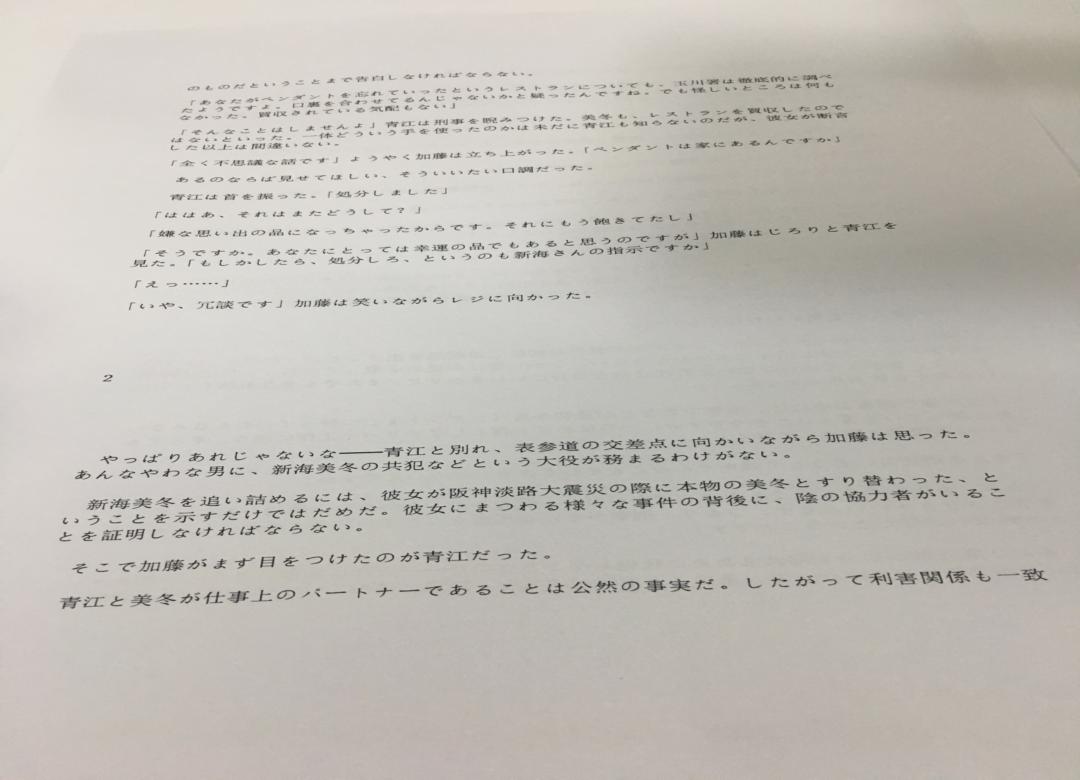 のものだということまで告白しなければならない。
「あなたがペンダントを忘れていったというレストランについても、玉川署は徹底的に調べ
たようですよ。口裏を合わせてるんじゃないかと疑ったんですね。でも怪しいところは何も
なかった。買収されている気配もない」
「そんなことはしませんよ」青江は刑事を睨みつけた。美冬も、レストランを買収したので
はないといった。一体どういう手を使ったのかは未だに青江も知らないのだが、彼女が断言
した以上は間違いない。
「全く不思議な話です」ようやく加藤は立ち上がった。「ペンダントは家にあるんですか」
あるのならば見せてほしい、そういいたい口調だった。
青江は首を振った。「処分しました」
「ははあ、それはまたどうして？」
「嫌な思い出の品になっちゃったからです。それにもう飽きてたし」
「そうですか。あなたにとっては幸運の品でもあると思うのですが」加藤はじろりと青江を
見た。「もしかしたら、処分しろ、というのも新海さんの指示ですか」
「えっ……」
「いや、冗談です」加藤は笑いながらレジに向かった。
2
やっぱりあれじゃないな――青江と別れ、表参道の交差点に向かいながら加藤は思った。
あんなやわな男に、新海美冬の共犯などという大役が務まるわけがない。
新海美冬を追い詰めるには、彼女が阪神淡路大震災の際に本物の美冬とすり替わった、と
いうことを示すだけではだめだ。彼女にまつわる様々な事件の背後に、陰の協力者がいるこ
とを証明しなければならない。
そこで加藤がまず目をつけたのが青江だった。
青江と美冬が仕事上のパートナーであることは公然の事実だ。したがって利害関係も一致